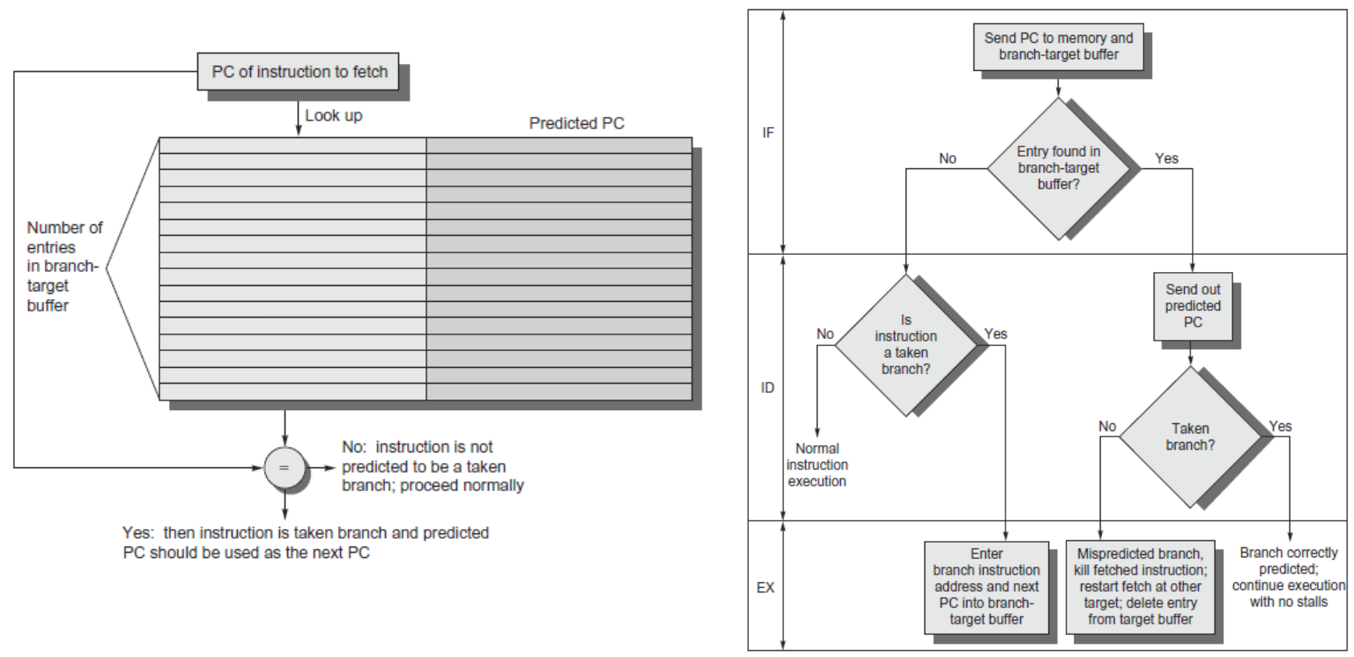 PC of instruction to fetch
Look up
Predicted PC
Number of
entries
in branch-
target
buffer
=
No: instruction is not
predicted to be a taken
branch; proceed normally
Yes: then instruction is taken branch and predicted
PC should be used as the next PC
IF
Send PC to memory and
branch-target buffer
Entry found in
branch-target
buffer?
No
Yes
ID
Is
instruction
a taken
branch?
No
Yes
Normal
instruction
execution
Send out
predicted
PC
Taken
branch?
No
Yes
EX
Enter
branch instruction
address and next
PC into branch-
target buffer
Mispredicted branch,
kill fetched instruction;
restart fetch at other
target; delete entry
from target buffer
Branch correctly
predicted;
continue execution
with no stalls